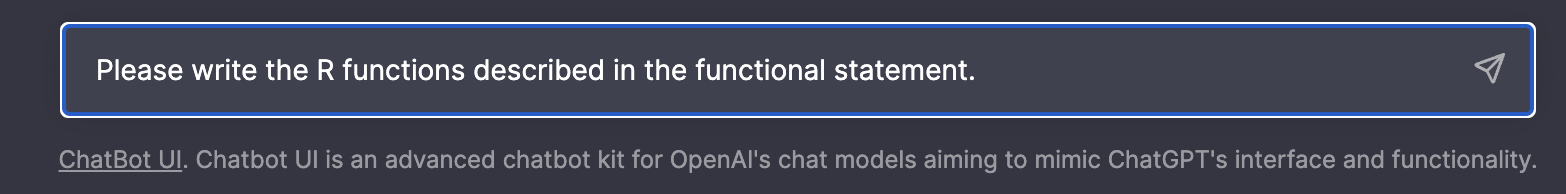 Please write the R functions described in the functional statement.
ChatBot UI. Chatbot UI is an advanced chatbot kit for OpenAI's chat models aiming to mimic ChatGPT's interface and functionality.